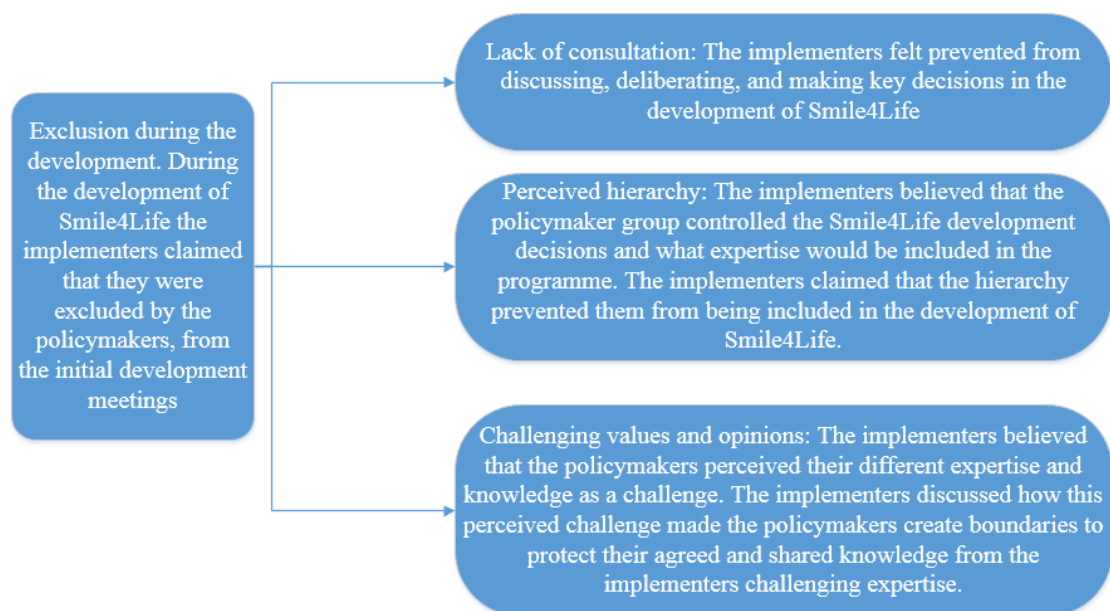 Exclusion during the
development. During
the development of
Smile4Life the
implementers claimed
that they were
excluded by the
policymakers, from
the initial development
meetings
Lack of consultation: The implementers felt prevented from
discussing, deliberating, and making key decisions in the
development of Smile4Life
Perceived hierarchy: The implementers believed that the
policymaker group controlled the Smile4Life development
decisions and what expertise would be included in the
programme. The implementers claimed that the hierarchy
prevented them from being included in the development of
Smile4Life.
Challenging values and opinions: The implementers believed
that the policymakers perceived their different expertise and
knowledge as a challenge. The implementers discussed how this
perceived challenge made the policymakers create boundaries to
protect their agreed and shared knowledge from the
implementers challenging expertise.